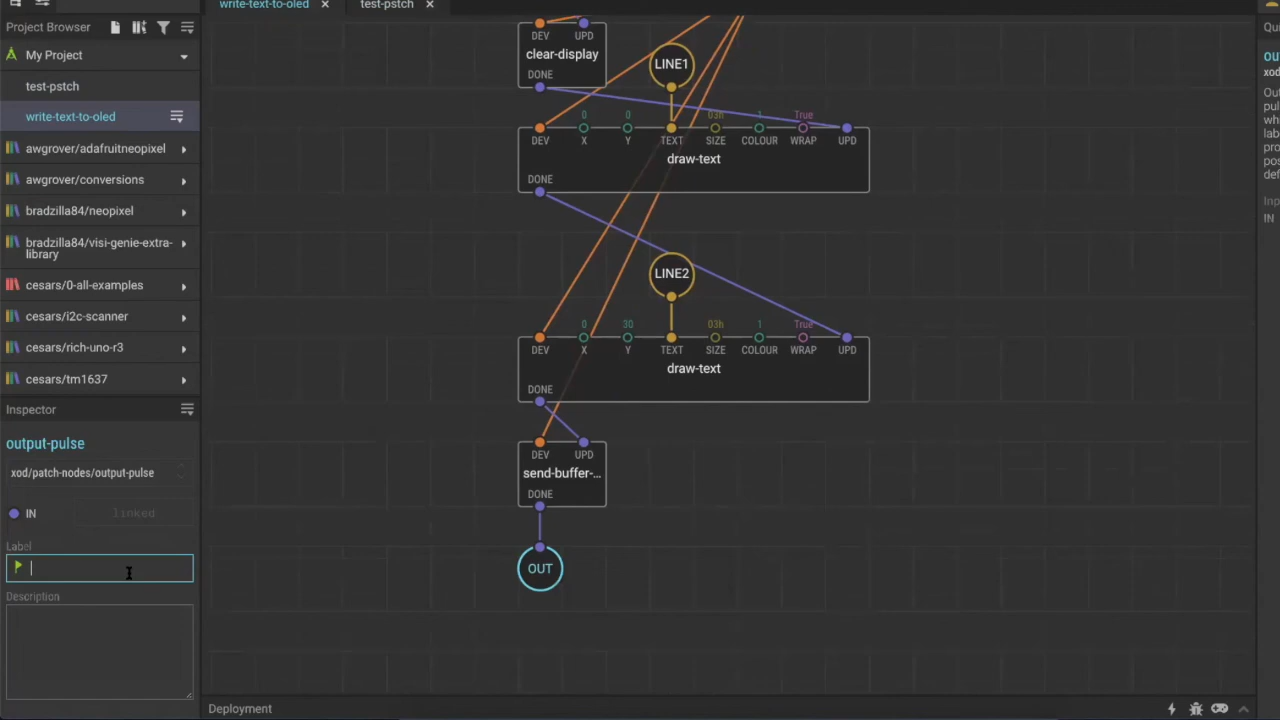 write-text-to-oled
test-pstch
Project Browser
My Project
test-pstch
write-text-to-oled
awgrover/adafruitneopixel
awgrover/conversions
bradzilla84/neopixel
bradzilla84/visi-genie-extra-
library
cesars/0-all-examples
cesars/i2c-scanner
cesars/rich-uno-r3
cesars/tm1637
Inspector
output-pulse
xod/patch-nodes/output-pulse
IN linked
Label
Description
DEV UPD
clear-display
DONE
LINE1
0 0 03h 1 True
DEV X Y TEXT SIZE COLOUR WRAP UPD
draw-text
DONE
LINE2
0 30 03h 1 True
DEV X Y TEXT SIZE COLOUR WRAP UPD
draw-text
DONE
DEV UPD
send-buffer-...
DONE
OUT
Deployment
IN